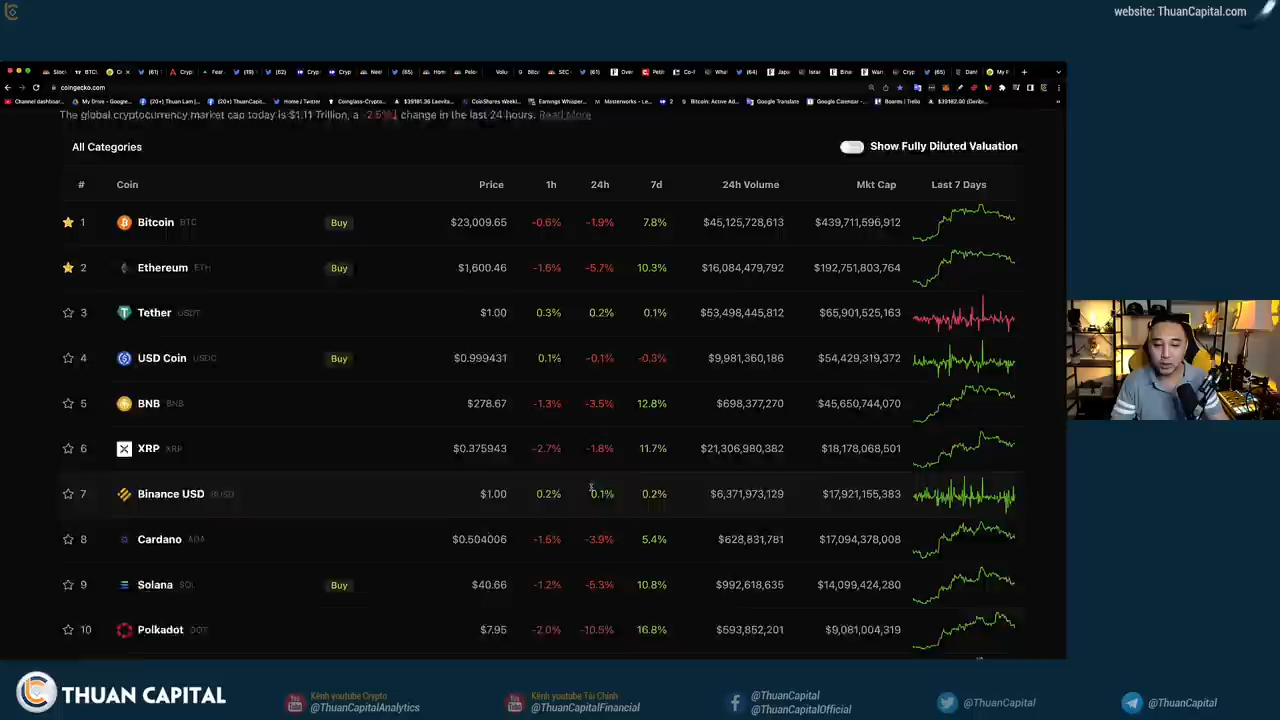 website: ThuanCapital.com
coingecko.com
The global cryptocurrency market cap today is $1.11 Trillion, a -2.5% change in the last 24 hours. Read More
All Categories
Show Fully Diluted Valuation
# Coin Price 1h 24h 7d 24h Volume Mkt Cap Last 7 Days
1 Bitcoin BTC Buy $23,009.65 -0.6% -1.9% 7.8% $45,125,728,613 $439,711,596,912
2 Ethereum ETH Buy $1,600.46 -1.6% -5.7% 10.3% $16,084,479,792 $192,751,803,764
3 Tether USDT $1.00 0.3% 0.2% 0.1% $53,498,445,812 $65,901,525,163
4 USD Coin USDC Buy $0.999431 0.1% -0.1% -0.3% $9,981,360,186 $54,429,319,372
5 BNB BNB $278.67 -1.3% -3.5% 12.8% $698,377,270 $45,650,744,070
6 XRP XRP $0.375943 -2.7% -1.8% 11.7% $21,306,980,382 $18,178,068,501
7 Binance USD BUSD $1.00 0.2% 0.1% 0.2% $6,371,973,129 $17,921,155,383
8 Cardano ADA $0.504006 -1.5% -3.9% 5.4% $628,831,781 $17,094,378,008
9 Solana SOL Buy $40.66 -1.2% -5.3% 10.8% $992,618,635 $14,099,424,280
10 Polkadot DOT $7.95 -2.0% -10.5% 16.8% $593,852,201 $9,081,004,319
THUAN CAPITAL
Kênh youtube Crypto
@ThuanCapitalAnalytics
Kênh youtube Tài Chính
@ThuanCapitalFinancial
@ThuanCapital
@ThuanCapitalOfficial
@ThuanCapital
@ThuanCapital